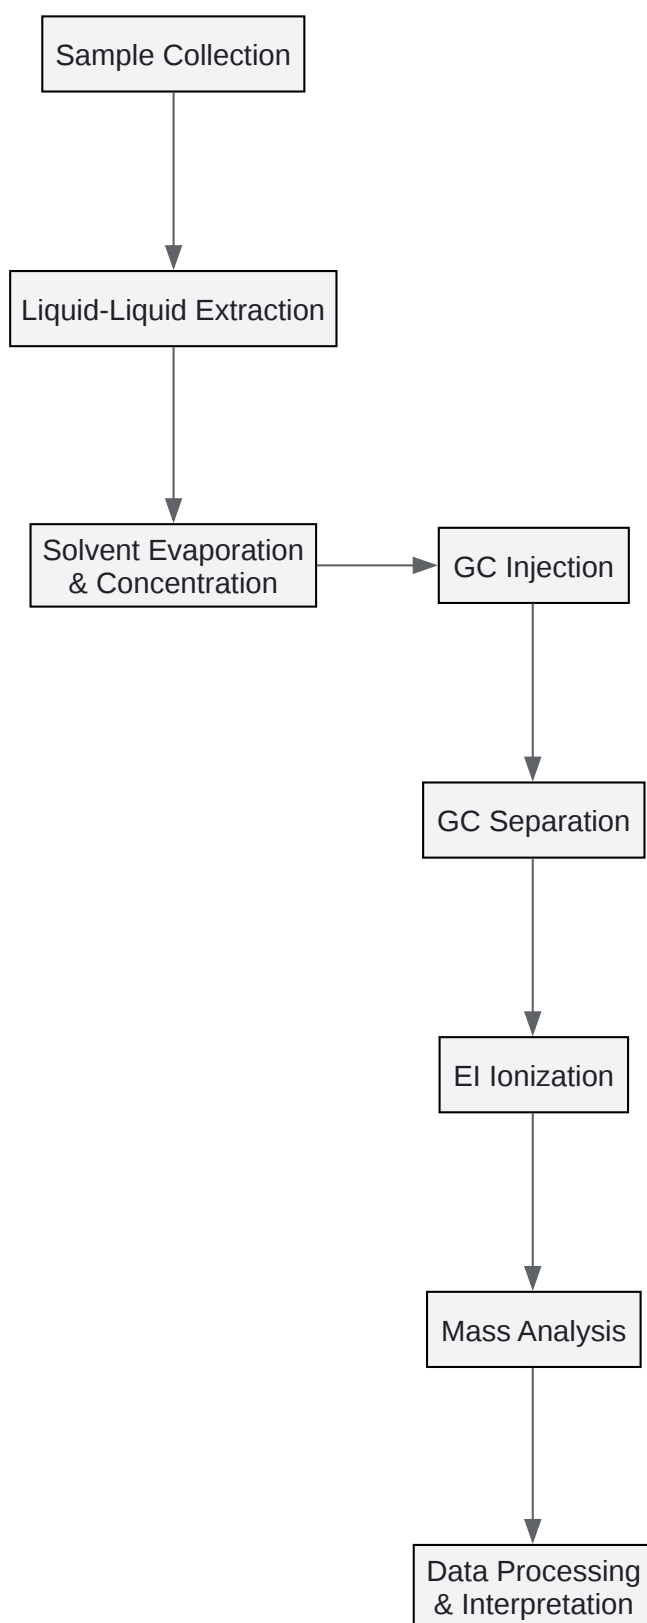 Sample Collection
Liquid-Liquid Extraction
Solvent Evaporation
& Concentration
GC Injection
GC Separation
EI Ionization
Mass Analysis
Data Processing
& Interpretation